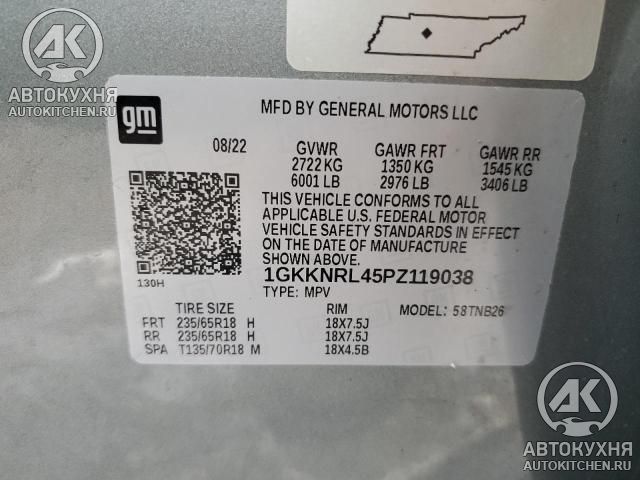 АВТОКУХНЯ
AUTOKITCHEN.RU
gm
MFD BY GENERAL MOTORS LLC
08/22 GVWR GAWR FRT GAWR RR
2722 KG 1350 KG 1545 KG
6001 LB 2976 LB 3406 LB
THIS VEHICLE CONFORMS TO ALL
APPLICABLE U.S. FEDERAL MOTOR
VEHICLE SAFETY STANDARDS IN EFFECT
ON THE DATE OF MANUFACTURE
SHOWN ABOVE.
1GKKNRL45PZ119038
130H
TYPE: MPV
TIRE SIZE RIM MODEL: 58TNB26
FRT 235/65R18 H 18X7.5J
RR 235/65R18 H 18X7.5J
SPA T135/70R18 M 18X4.5B
АВТОКУХНЯ
AUTOKITCHEN.RU